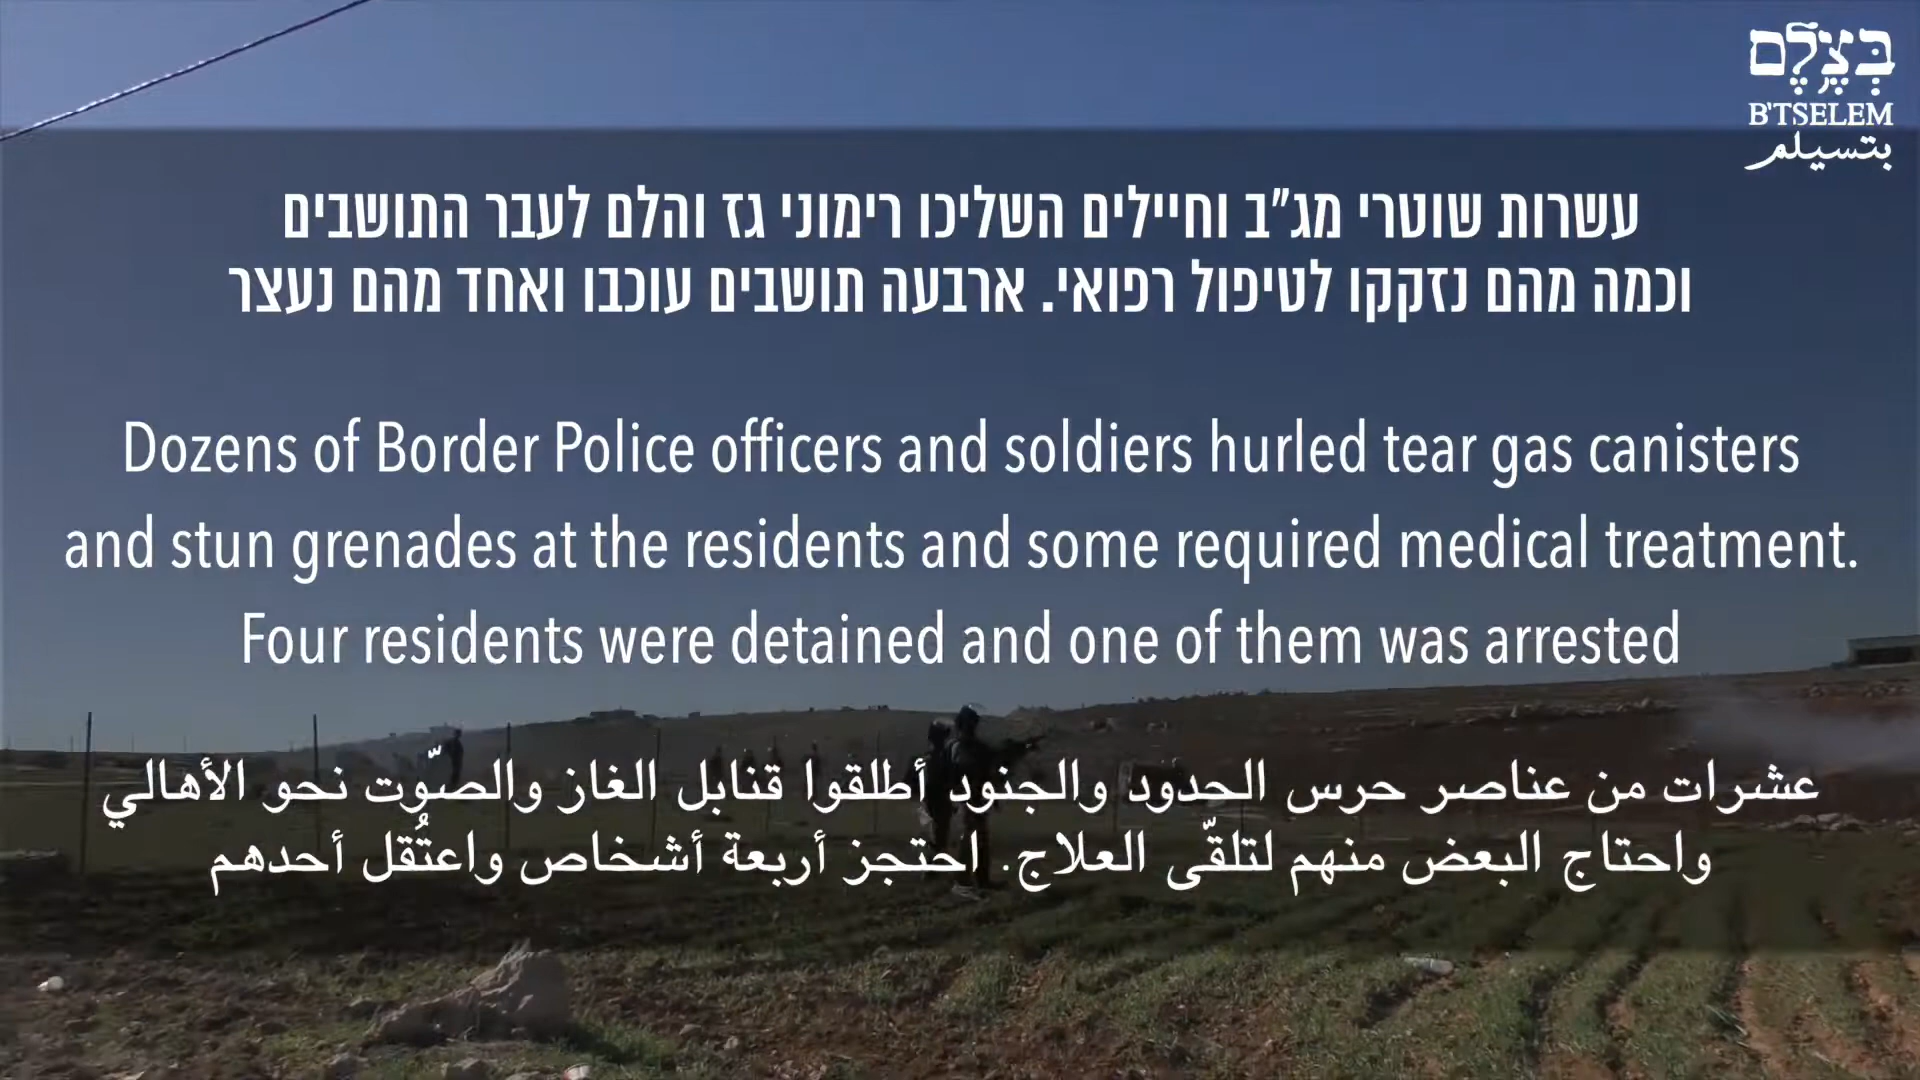 בְּצֶלֶם
B'TSELEM
بتسيلم
עשרות שוטרי מג"ב וחיילים השליכו רימוני גז והלם לעבר התושבים
וכמה מהם נזקקו לטיפול רפואי. ארבעה תושבים עוכבו ואחד מהם נעצר
Dozens of Border Police officers and soldiers hurled tear gas canisters
and stun grenades at the residents and some required medical treatment.
Four residents were detained and one of them was arrested
عشرات من عناصر حرس الحدود والجنود أطلقوا قنابل الغاز والصّوت نحو الأهالي
واحتاج البعض منهم لتلقّى العلاج. احتجز أربعة أشخاص واعتُقل أحدهم